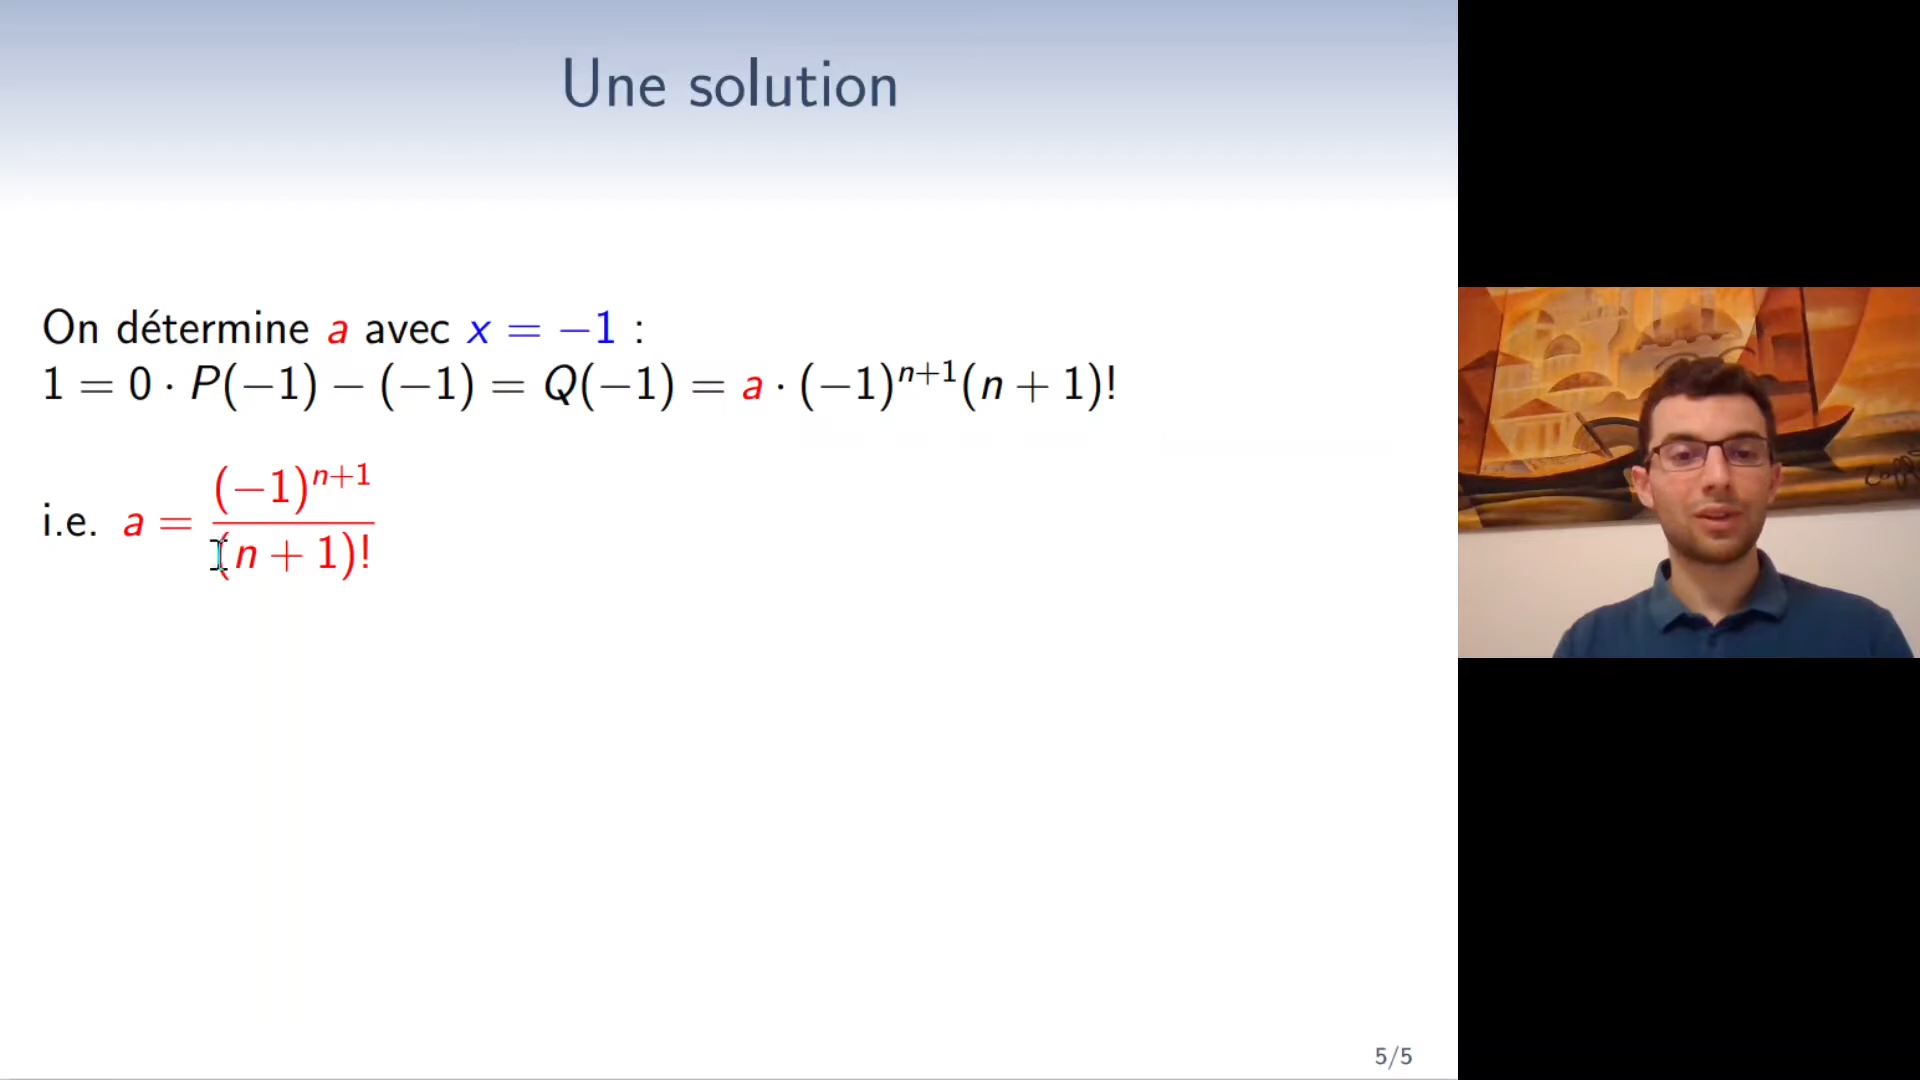 Une solution
On détermine a avec x = −1 :
1 = 0 · P(−1) − (−1) = Q(−1) = a · (−1)ⁿ⁺¹(n + 1)!
i.e. a = (−1)ⁿ⁺¹
(n + 1)!
5/5